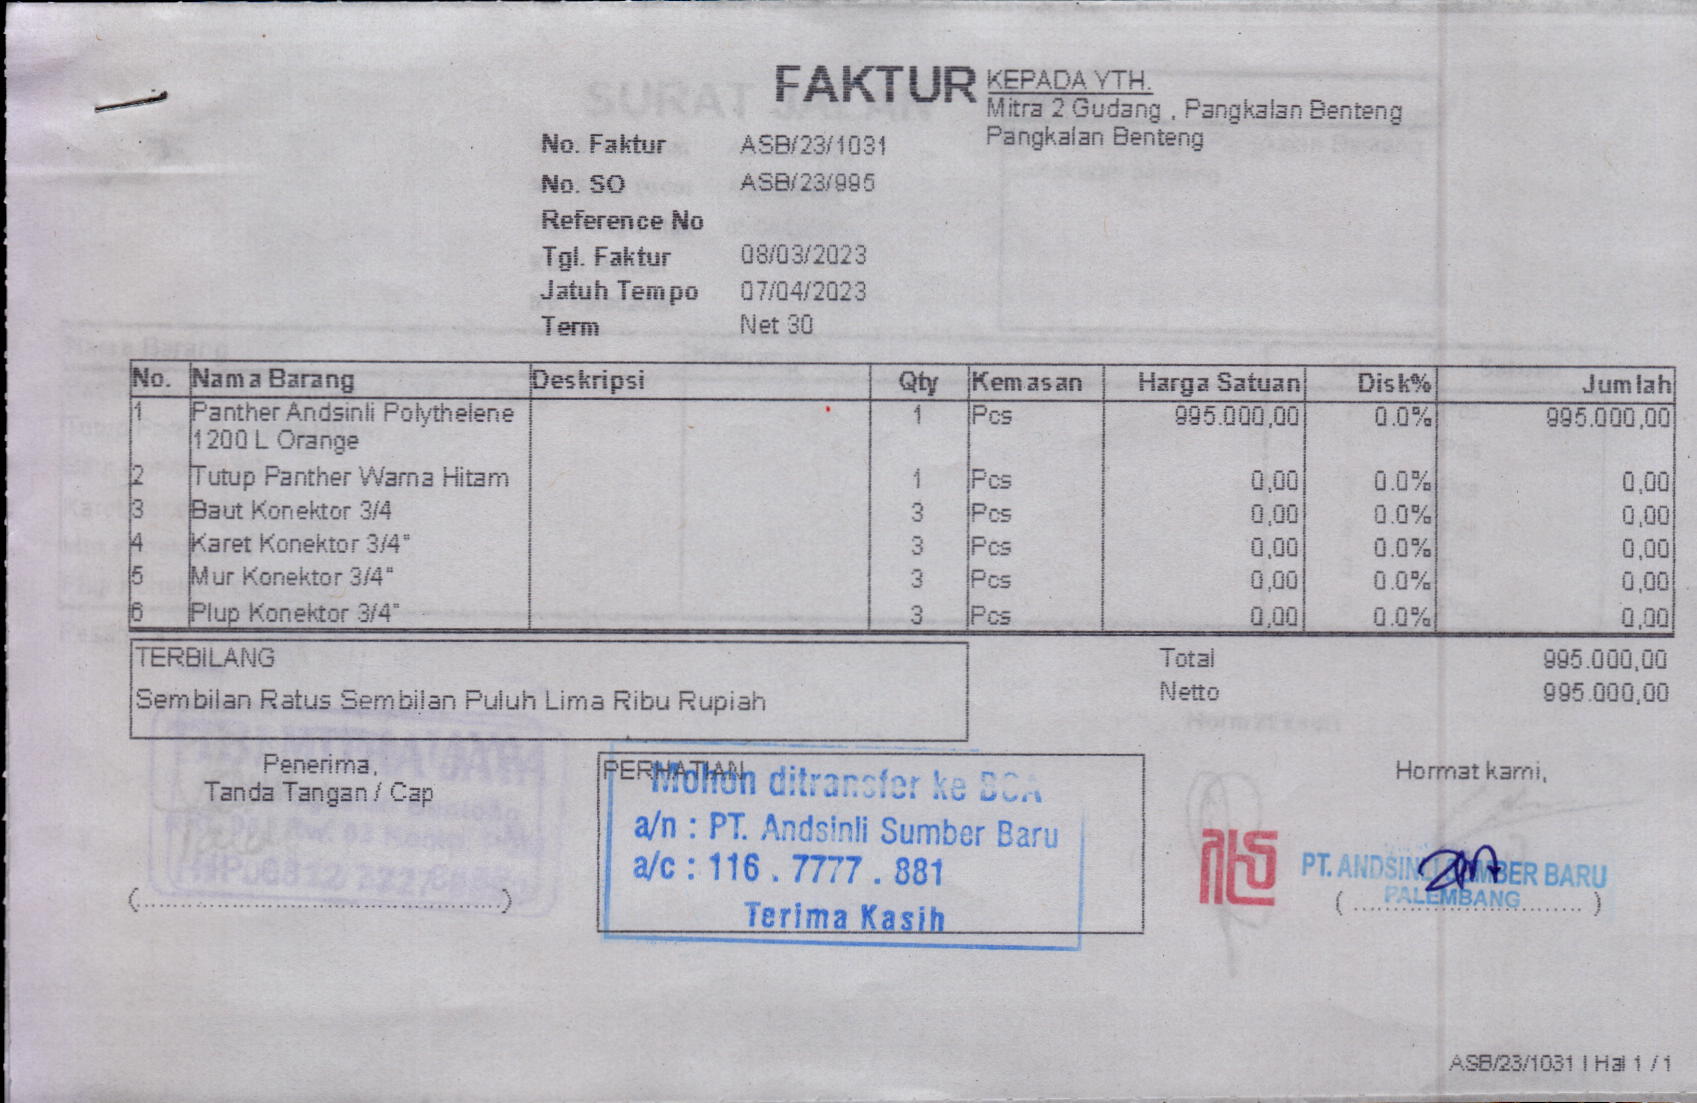 FAKTUR
KEPADA YTH.
Mitra 2 Gudang , Pangkalan Benteng
Pangkalan Benteng
No. Faktur ASB/23/1031
No. SO ASB/23/995
Reference No
Tgl. Faktur 08/03/2023
Jatuh Tempo 07/04/2023
Term Net 30
No. Nama Barang Deskripsi Qty Kemasan Harga Satuan Disk% Jumlah
1 Panther Andsinli Polythelene 1 Pcs 995.000,00 0.0% 995.000,00
1200 L Orange
2 Tutup Panther Warna Hitam 1 Pcs 0,00 0.0% 0,00
3 Baut Konektor 3/4 3 Pcs 0,00 0.0% 0,00
4 Karet Konektor 3/4" 3 Pcs 0,00 0.0% 0,00
5 Mur Konektor 3/4" 3 Pcs 0,00 0.0% 0,00
6 Plup Konektor 3/4" 3 Pcs 0,00 0.0% 0,00
TERBILANG
Sembilan Ratus Sembilan Puluh Lima Ribu Rupiah
Total 995.000,00
Netto 995.000,00
Penerima,
Tanda Tangan / Cap
(..........................................)
PERHATIAN
Mohon ditransfer ke BCA
a/n : PT. Andsinli Sumber Baru
a/c : 116 . 7777 . 881
Terima Kasih
Hormat kami,
PT. ANDSINLI SUMBER BARU
PALEMBANG
( .............................. )
ASB/23/1031 | Hal 1 / 1